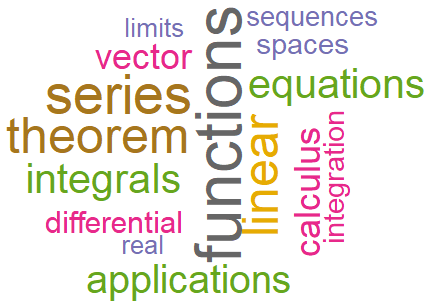 limits
sequences
vector
spaces
series
functions
equations
theorem
linear
calculus
integration
integrals
differential
real
applications